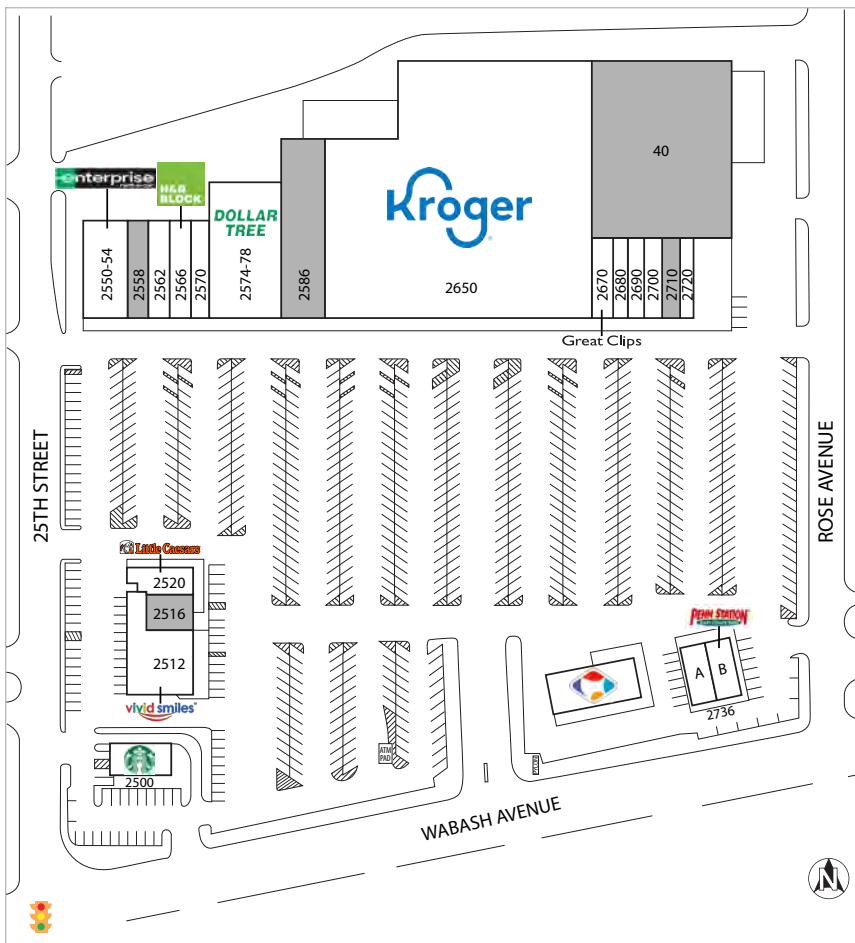 40
enterprise
H&R
BLOCK
DOLLAR
TREE
Kroger
2550-54
2558
2562
2566
2570
2574-78
2586
2650
2670
2680
2690
2700
2710
2720
Great Clips
25TH STREET
ROSE AVENUE
Little Caesars
2520
2516
2512
vivid smiles
PENN STATION
A
B
2736
2500
ATM
PAD
WABASH AVENUE
N